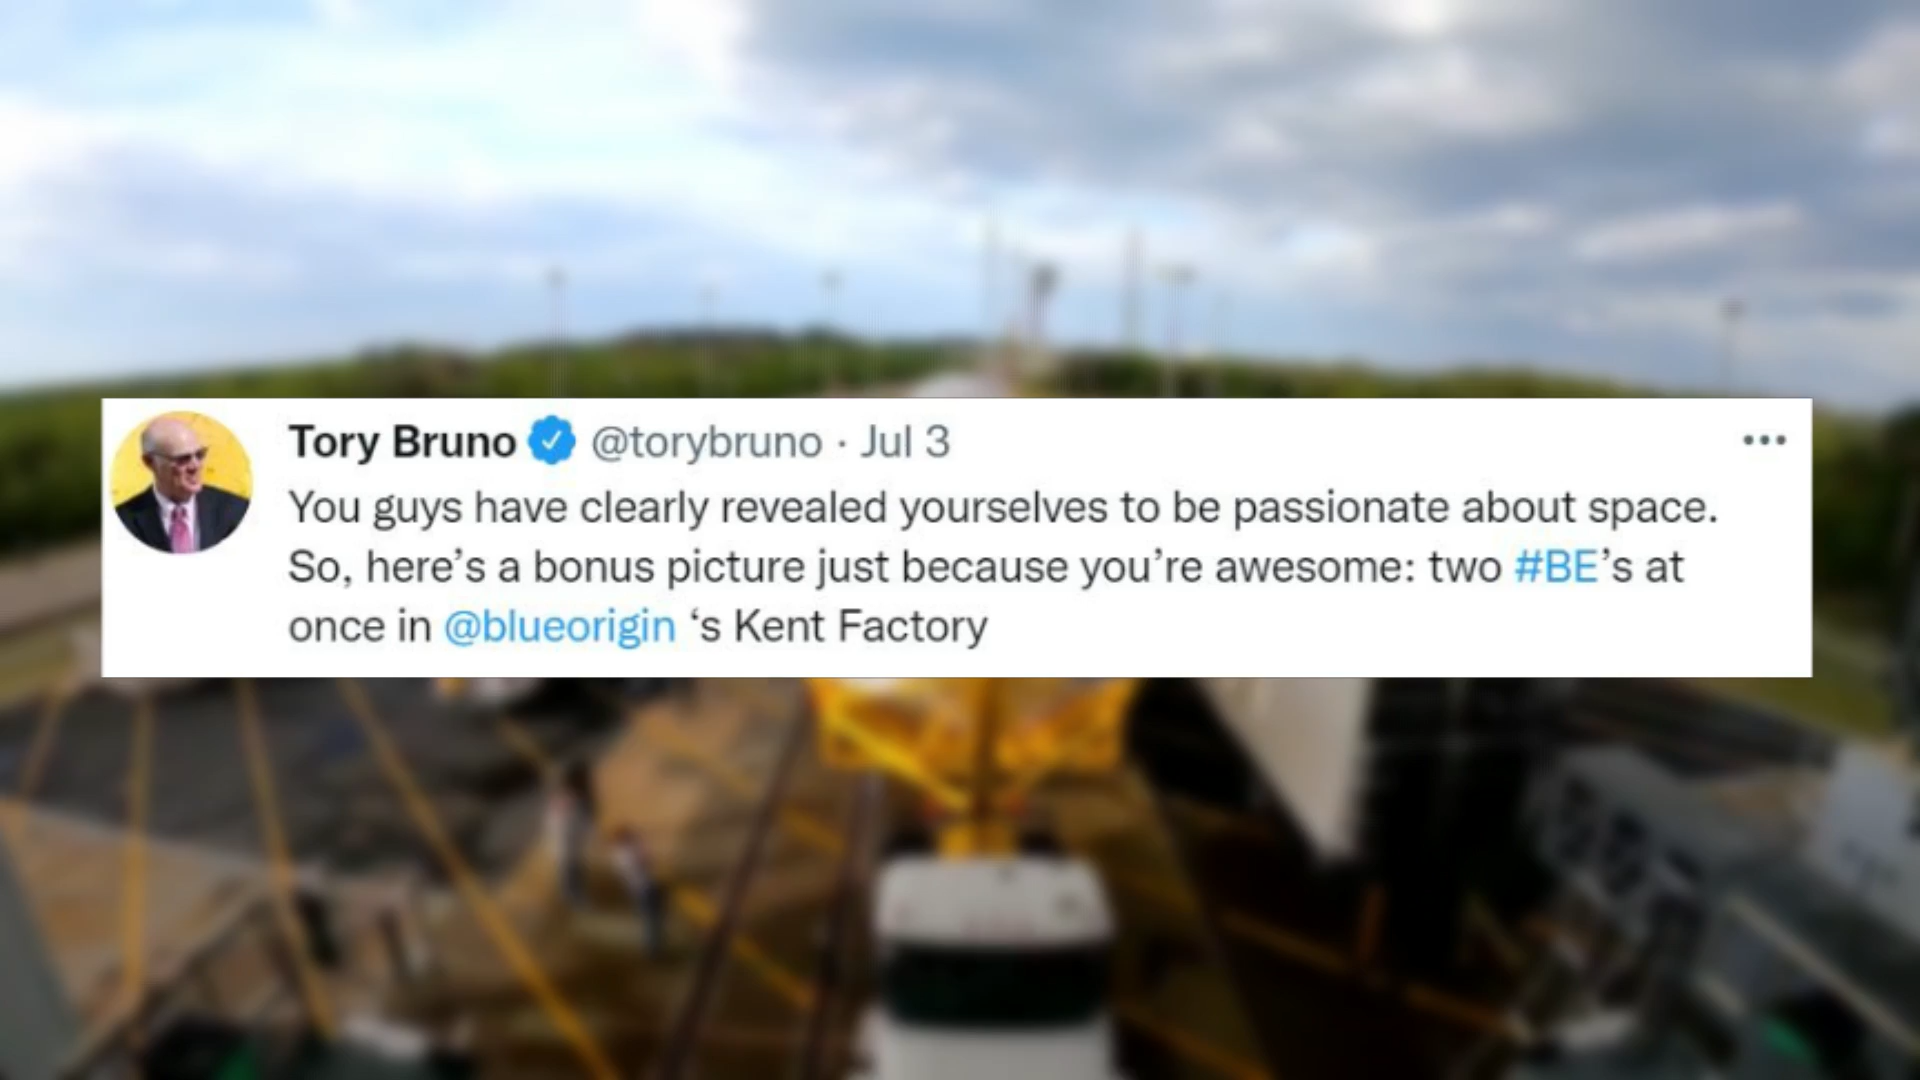 Tory Bruno @torybruno · Jul 3
You guys have clearly revealed yourselves to be passionate about space.
So, here’s a bonus picture just because you’re awesome: two #BE’s at
once in @blueorigin ‘s Kent Factory